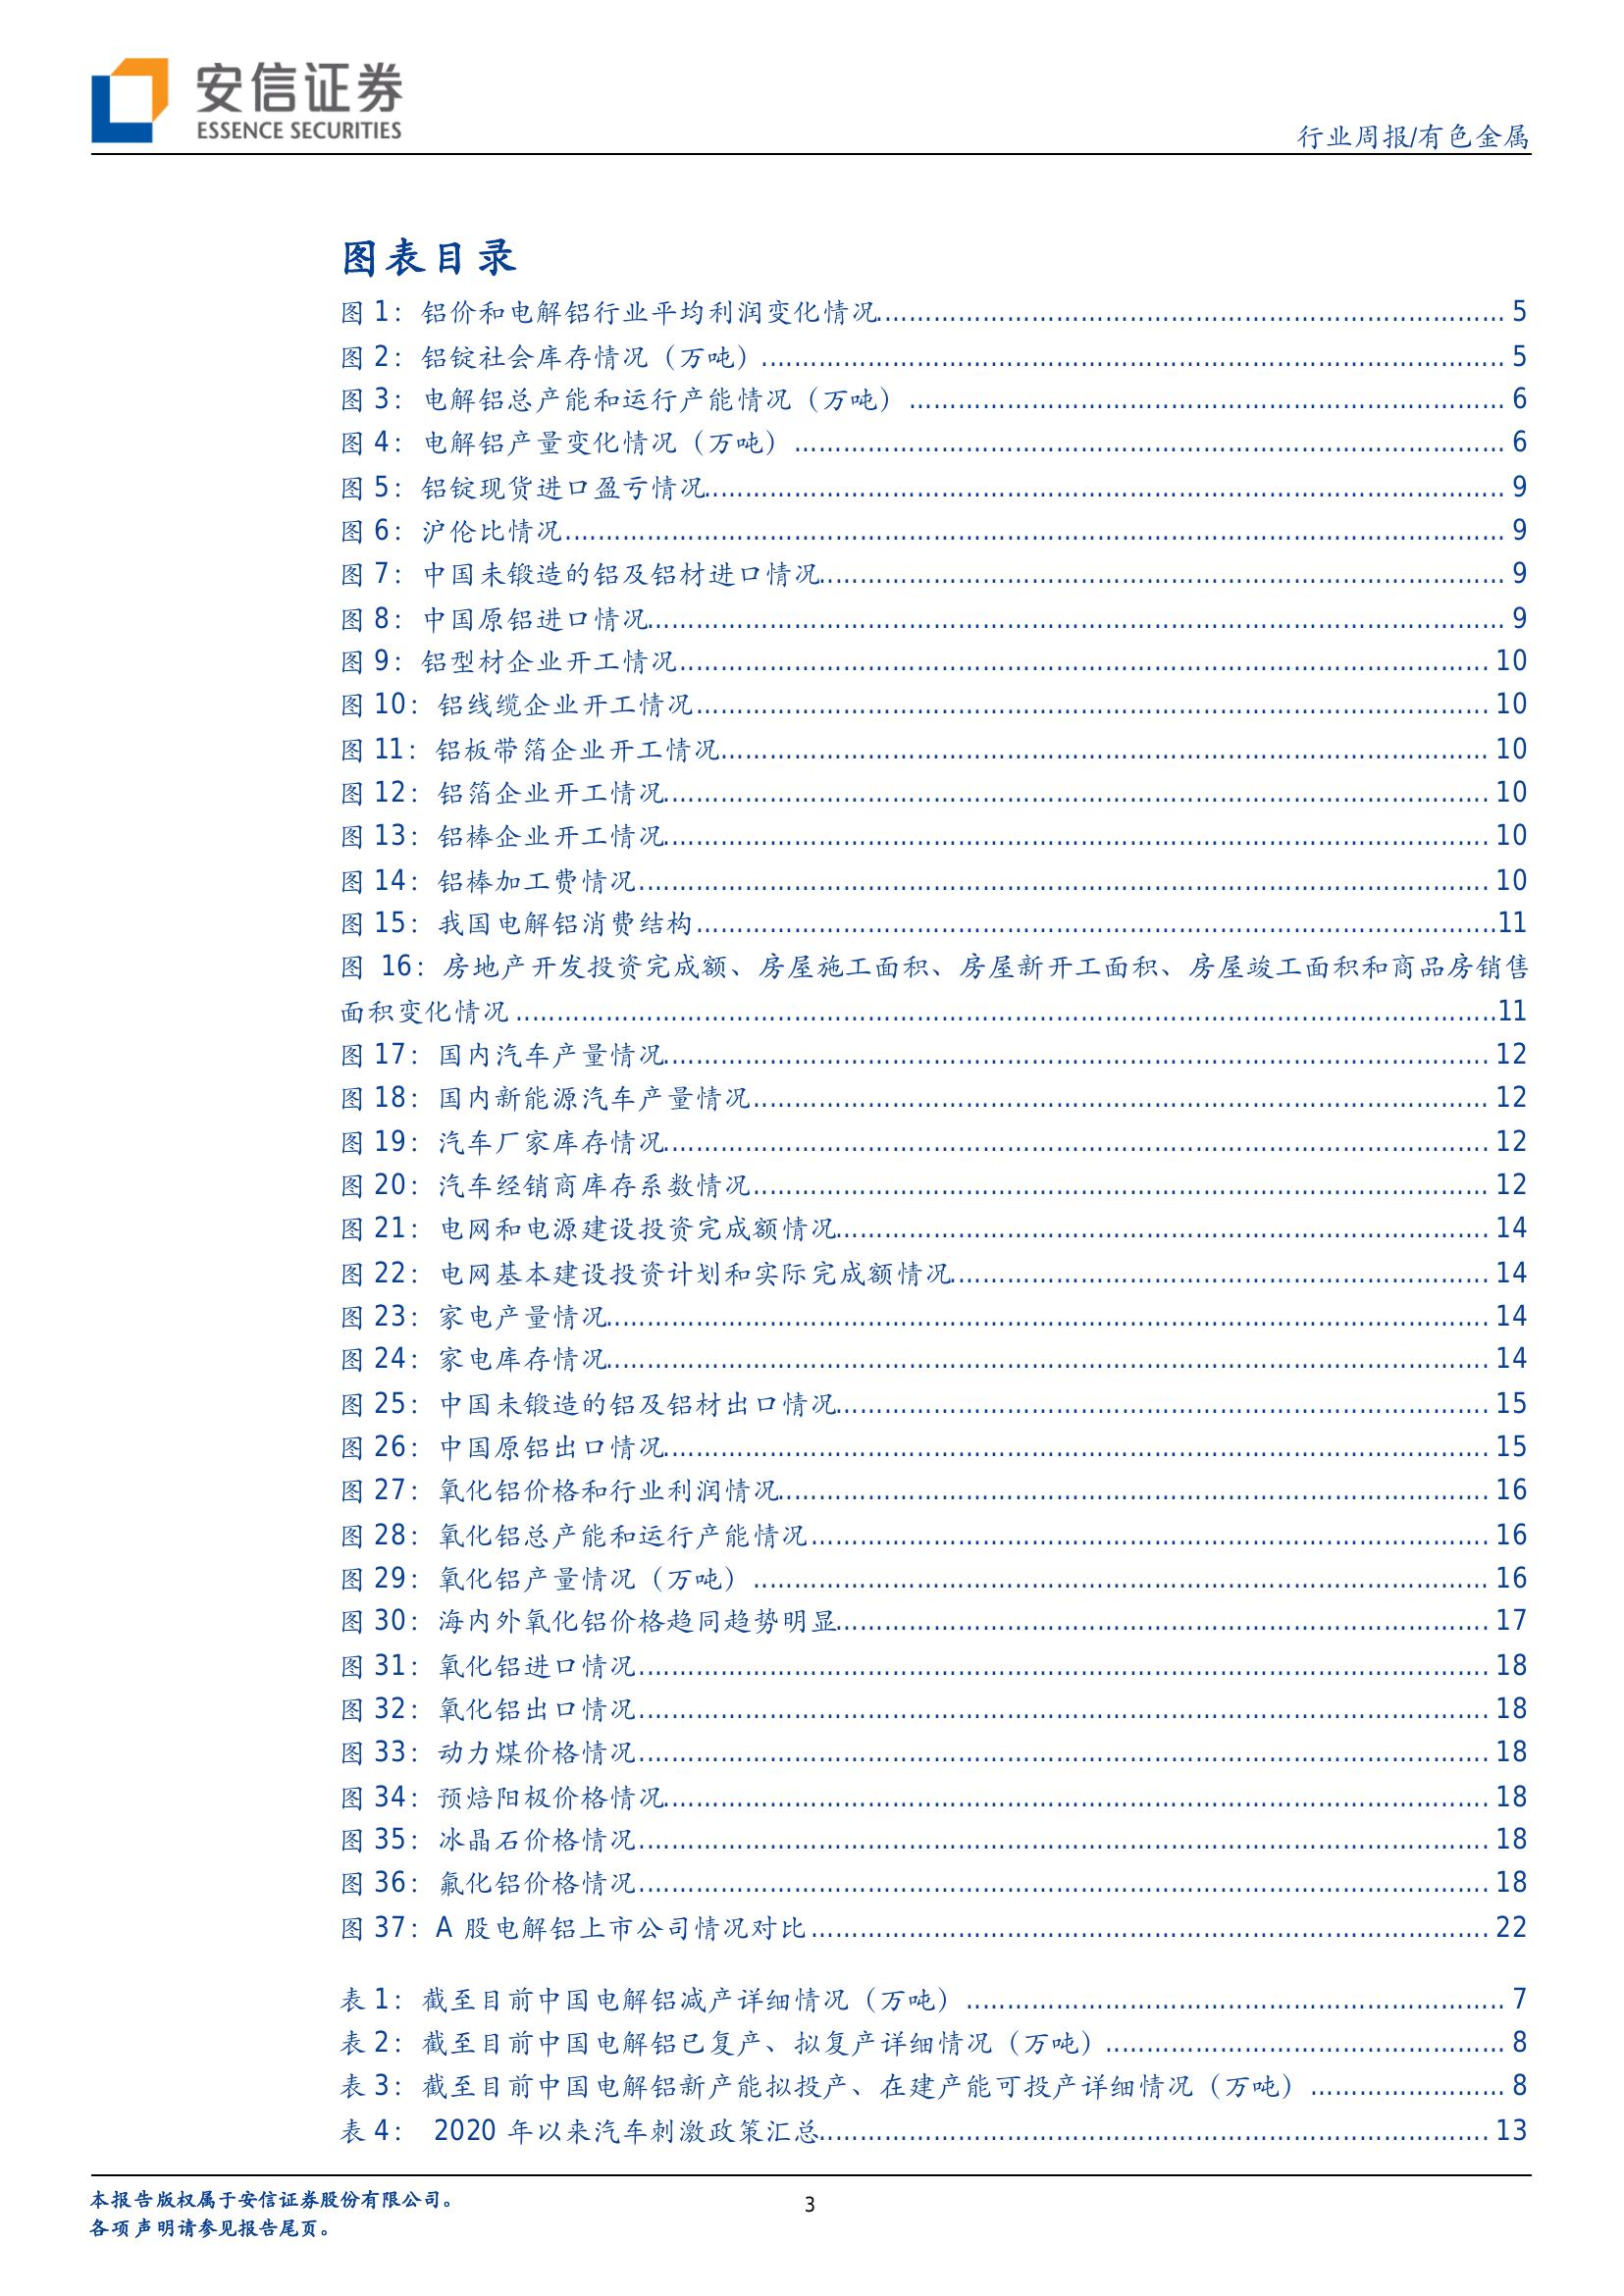 安信证券
ESSENCE SECURITIES
行业周报/有色金属
图表目录
图 1：铝价和电解铝行业平均利润变化情况 5
图 2：铝锭社会库存情况（万吨） 5
图 3：电解铝总产能和运行产能情况（万吨） 6
图 4：电解铝产量变化情况（万吨） 6
图 5：铝锭现货进口盈亏情况 9
图 6：沪伦比情况 9
图 7：中国未锻造的铝及铝材进口情况 9
图 8：中国原铝进口情况 9
图 9：铝型材企业开工情况 10
图 10：铝线缆企业开工情况 10
图 11：铝板带箔企业开工情况 10
图 12：铝箔企业开工情况 10
图 13：铝棒企业开工情况 10
图 14：铝棒加工费情况 10
图 15：我国电解铝消费结构 11
图 16：房地产开发投资完成额、房屋施工面积、房屋新开工面积、房屋竣工面积和商品房销售
面积变化情况 11
图 17：国内汽车产量情况 12
图 18：国内新能源汽车产量情况 12
图 19：汽车厂家库存情况 12
图 20：汽车经销商库存系数情况 12
图 21：电网和电源建设投资完成额情况 14
图 22：电网基本建设投资计划和实际完成额情况 14
图 23：家电产量情况 14
图 24：家电库存情况 14
图 25：中国未锻造的铝及铝材出口情况 15
图 26：中国原铝出口情况 15
图 27：氧化铝价格和行业利润情况 16
图 28：氧化铝总产能和运行产能情况 16
图 29：氧化铝产量情况（万吨） 16
图 30：海内外氧化铝价格趋同趋势明显 17
图 31：氧化铝进口情况 18
图 32：氧化铝出口情况 18
图 33：动力煤价格情况 18
图 34：预焙阳极价格情况 18
图 35：冰晶石价格情况 18
图 36：氟化铝价格情况 18
图 37：A 股电解铝上市公司情况对比 22
表 1：截至目前中国电解铝减产详细情况（万吨） 7
表 2：截至目前中国电解铝已复产、拟复产详细情况（万吨） 8
表 3：截至目前中国电解铝新产能拟投产、在建产能可投产详细情况（万吨） 8
表 4： 2020 年以来汽车刺激政策汇总 13
本报告版权属于安信证券股份有限公司。
3
各项声明请参见报告尾页。